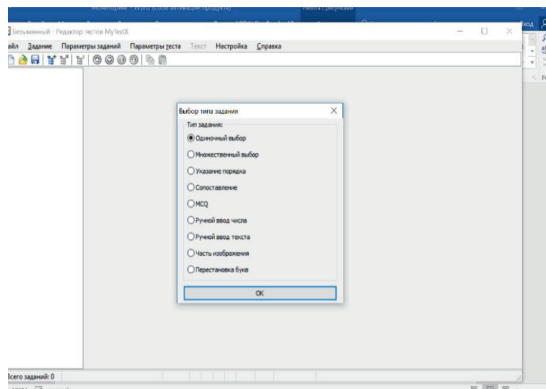 Безымянный - Редактор тестов MyTestX
айл Задание Параметры заданий Параметры теста Текст Настройка Справка
Выбор типа задания
Тип задания:
Одиночный выбор
Множественный выбор
Указание порядка
Сопоставление
MCQ
Ручной ввод числа
Ручной ввод текста
Часть изображения
Перестановка букв
OK
Всего заданий: 0